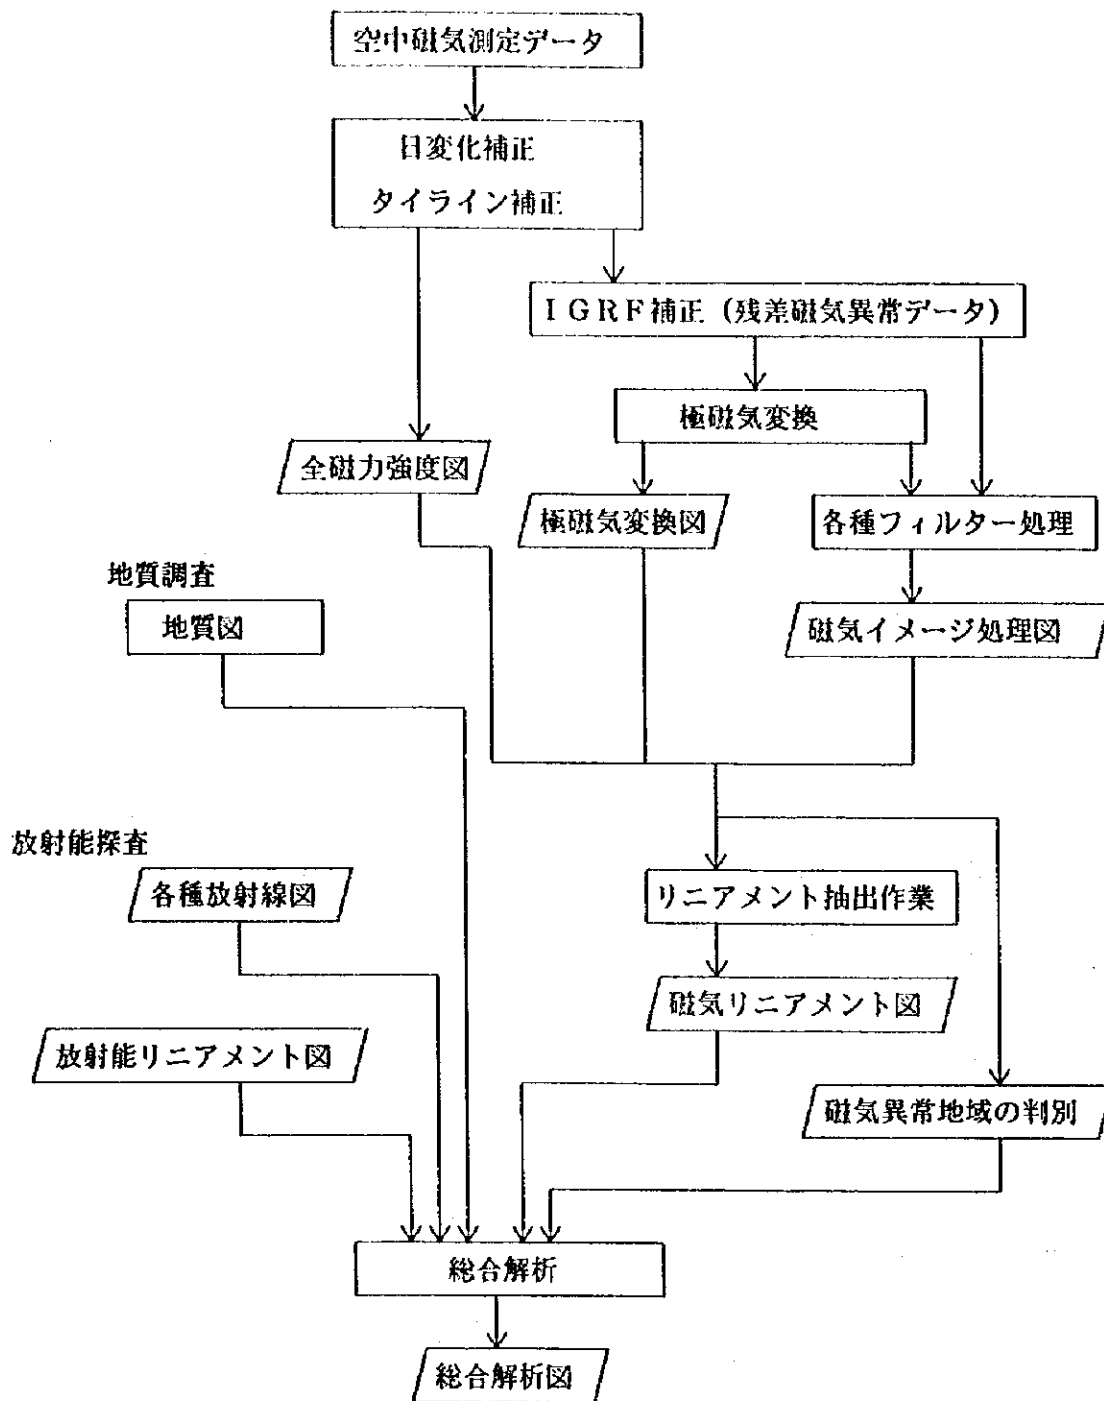 空中磁気測定データ
日変化補正
タイライン補正
IGRF補正（残差磁気異常データ）
極磁気変換
全磁力強度図
極磁気変換図
各種フィルター処理
地質調査
地質図
磁気イメージ処理図
放射能探査
各種放射線図
リニアメント抽出作業
磁気リニアメント図
放射能リニアメント図
磁気異常地域の判別
総合解析
総合解析図